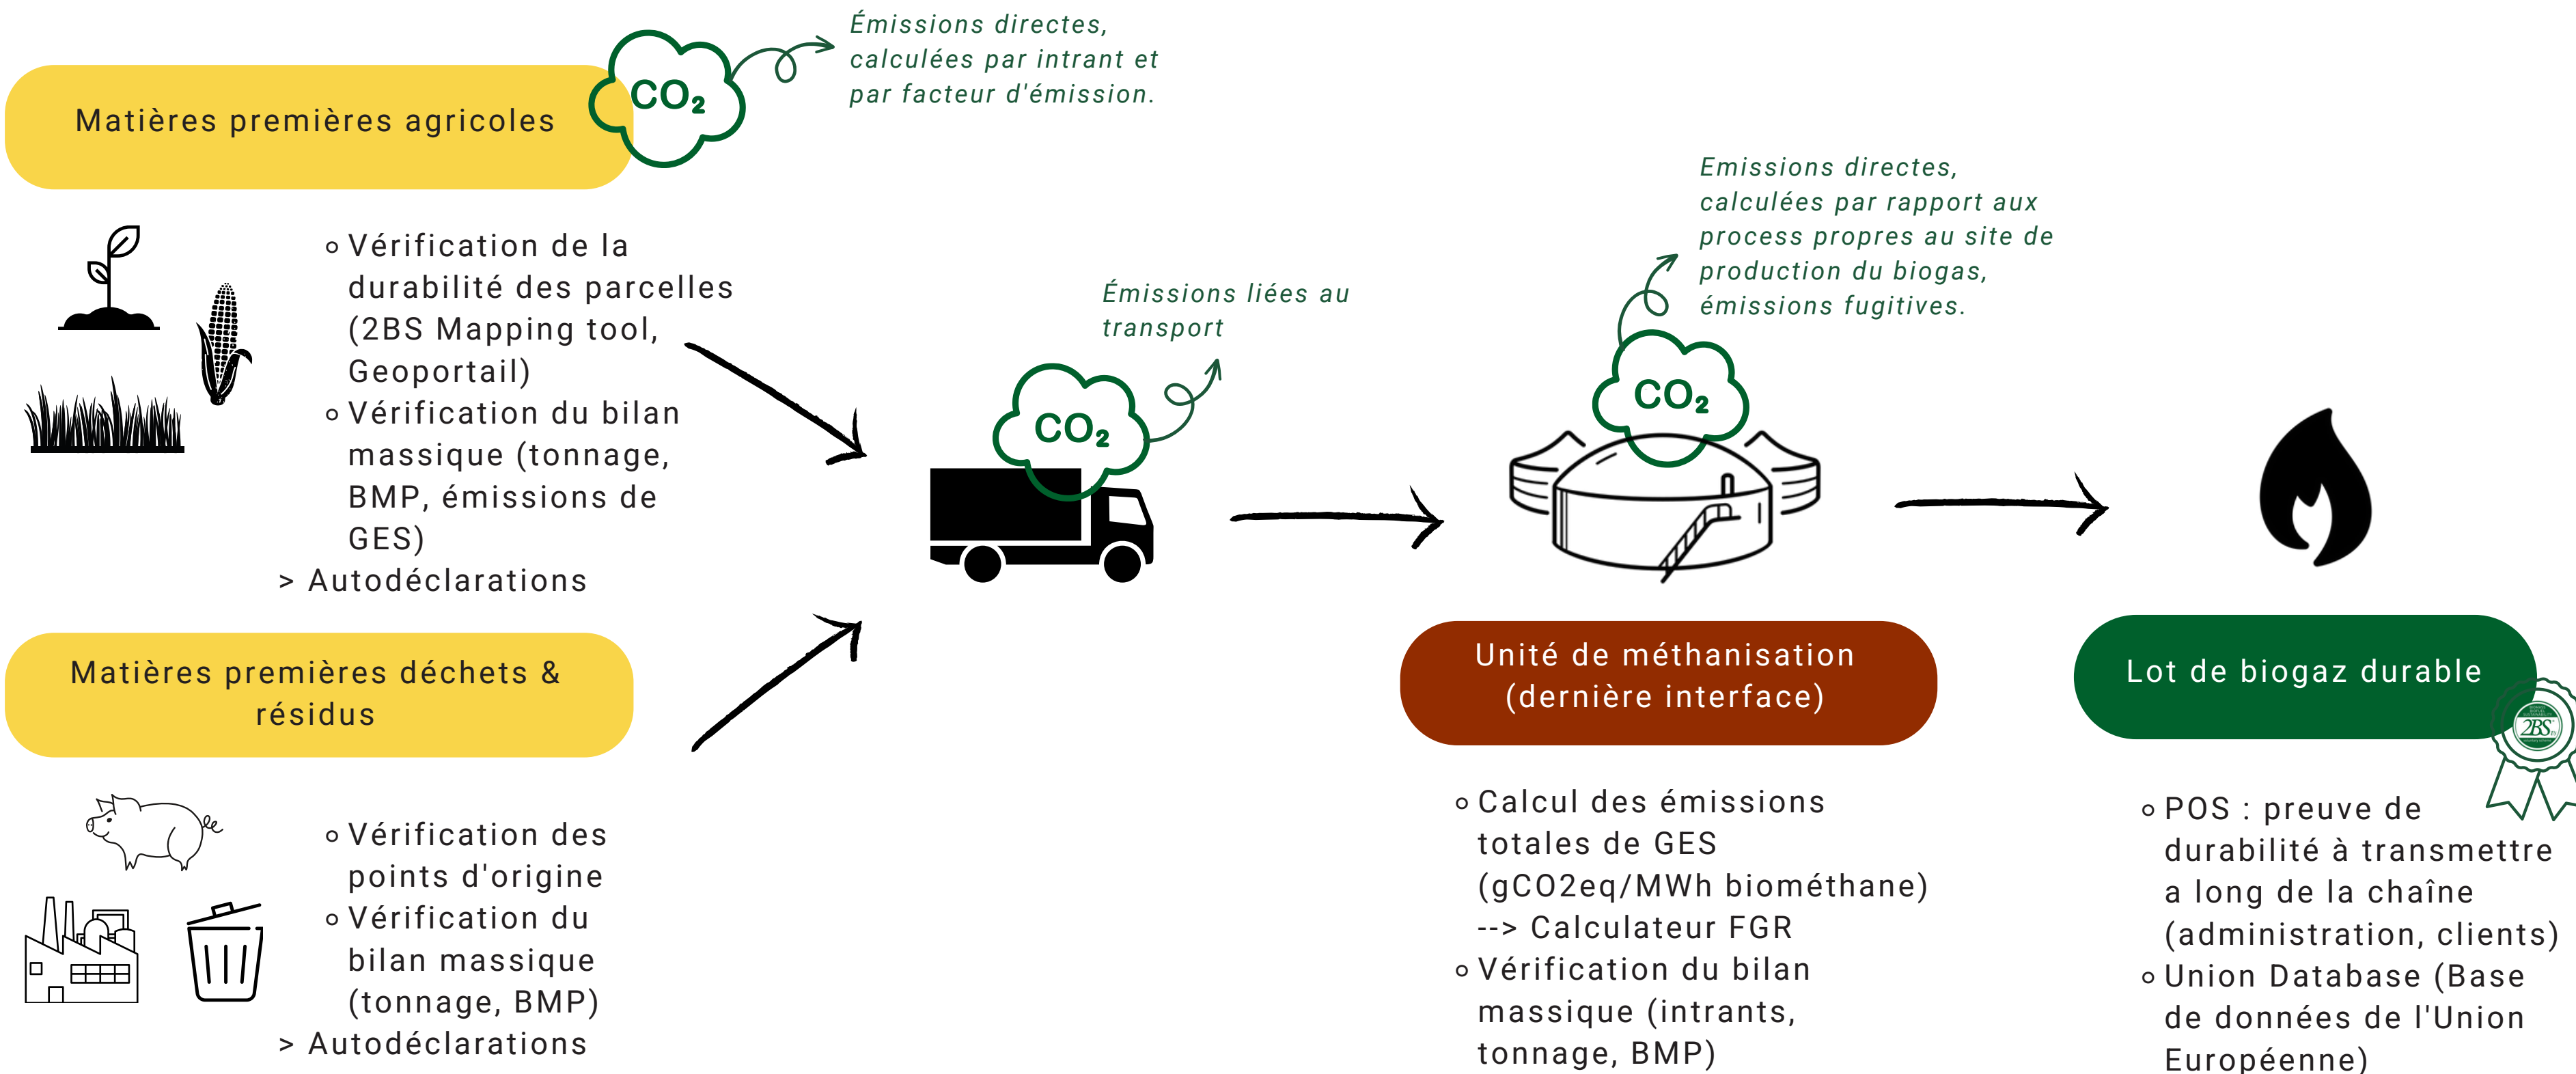 Émissions directes,
calculées par intrant et
par facteur d'émission.
CO₂
Matières premières agricoles
Vérification de la
durabilité des parcelles
(2BS Mapping tool,
Geoportail)
Vérification du bilan
massique (tonnage,
BMP, émissions de
GES)
> Autodéclarations
Matières premières déchets &
résidus
Vérification des
points d'origine
Vérification du
bilan massique
(tonnage, BMP)
> Autodéclarations
Émissions liées au
transport
CO₂
Emissions directes,
calculées par rapport aux
process propres au site de
production du biogas,
émissions fugitives.
CO₂
Unité de méthanisation
(dernière interface)
Calcul des émissions
totales de GES
(gCO2eq/MWh biométhane)
--> Calculateur FGR
Vérification du bilan
massique (intrants,
tonnage, BMP)
Lot de biogaz durable
2BS
POS : preuve de
durabilité à transmettre
a long de la chaîne
(administration, clients)
Union Database (Base
de données de l'Union
Européenne)